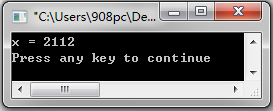 "C:\Users\908pc\De...
x = 2112
Press any key to continue